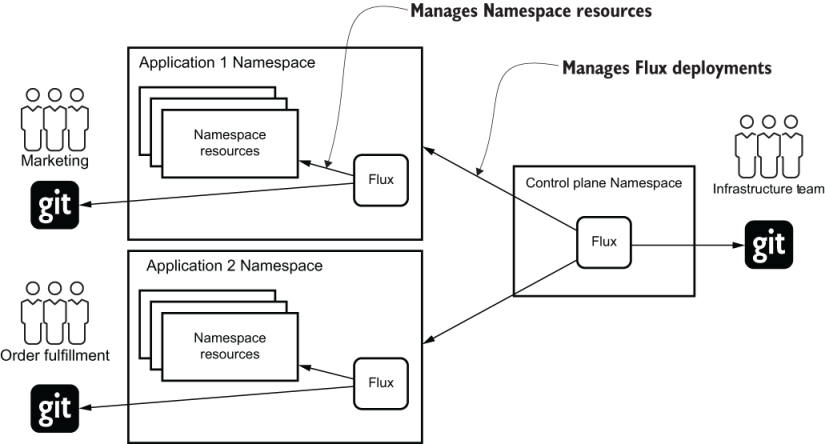 Manages Namespace resources
Manages Flux deployments
Application 1 Namespace
Namespace
resources
Flux
Marketing
git
Control plane Namespace
Flux
Infrastructure team
git
Application 2 Namespace
Namespace
resources
Flux
Order fulfillment
git